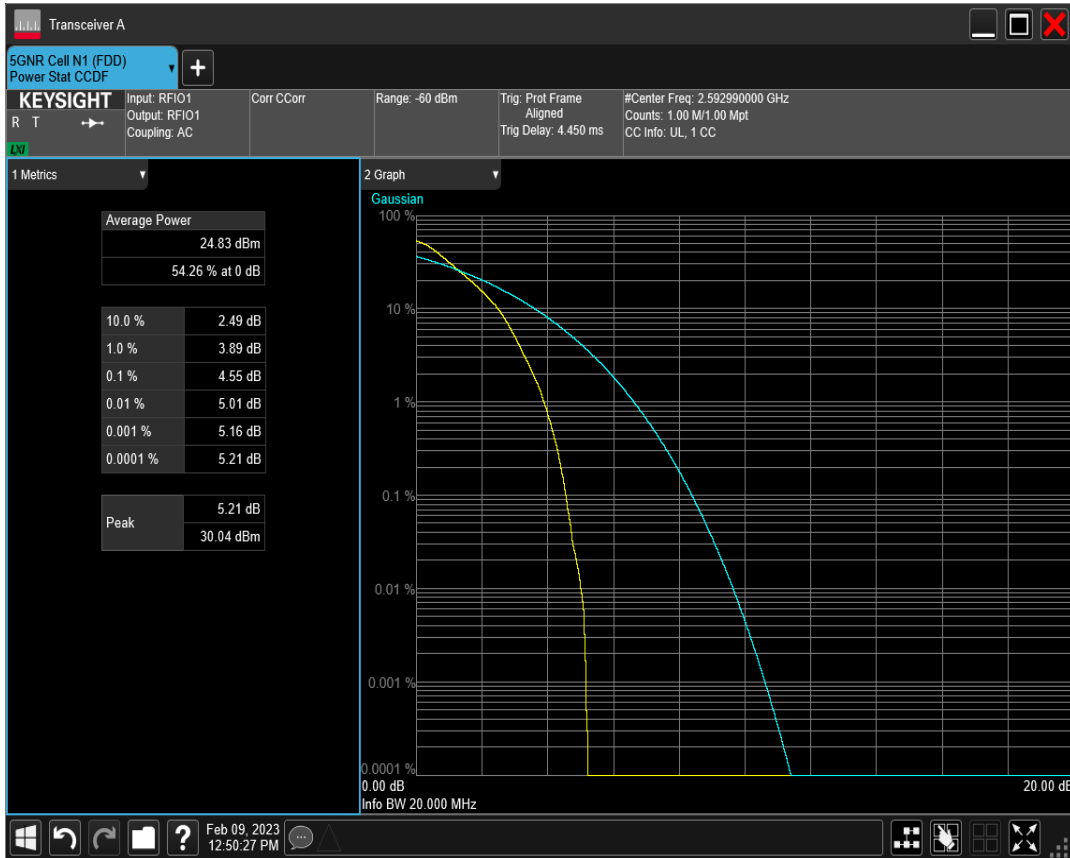 Transceiver A
5GNR Cell N1 (FDD)
Power Stat CCDF
+
KEYSIGHT
R T
LXI
Input: RFIO1
Output: RFIO1
Coupling: AC
Corr CCorr
Range: -60 dBm
Trig: Prot Frame
Aligned
Trig Delay: 4.450 ms
#Center Freq: 2.592990000 GHz
Counts: 1.00 M/1.00 Mpt
CC Info: UL, 1 CC
1 Metrics
Average Power
24.83 dBm
54.26 % at 0 dB
10.0 % 2.49 dB
1.0 % 3.89 dB
0.1 % 4.55 dB
0.01 % 5.01 dB
0.001 % 5.16 dB
0.0001 % 5.21 dB
Peak
5.21 dB
30.04 dBm
2 Graph
Gaussian
100 %
10 %
1 %
0.1 %
0.01 %
0.001 %
0.0001 %
0.00 dB
20.00 dB
Info BW 20.000 MHz
?
Feb 09, 2023
12:50:27 PM